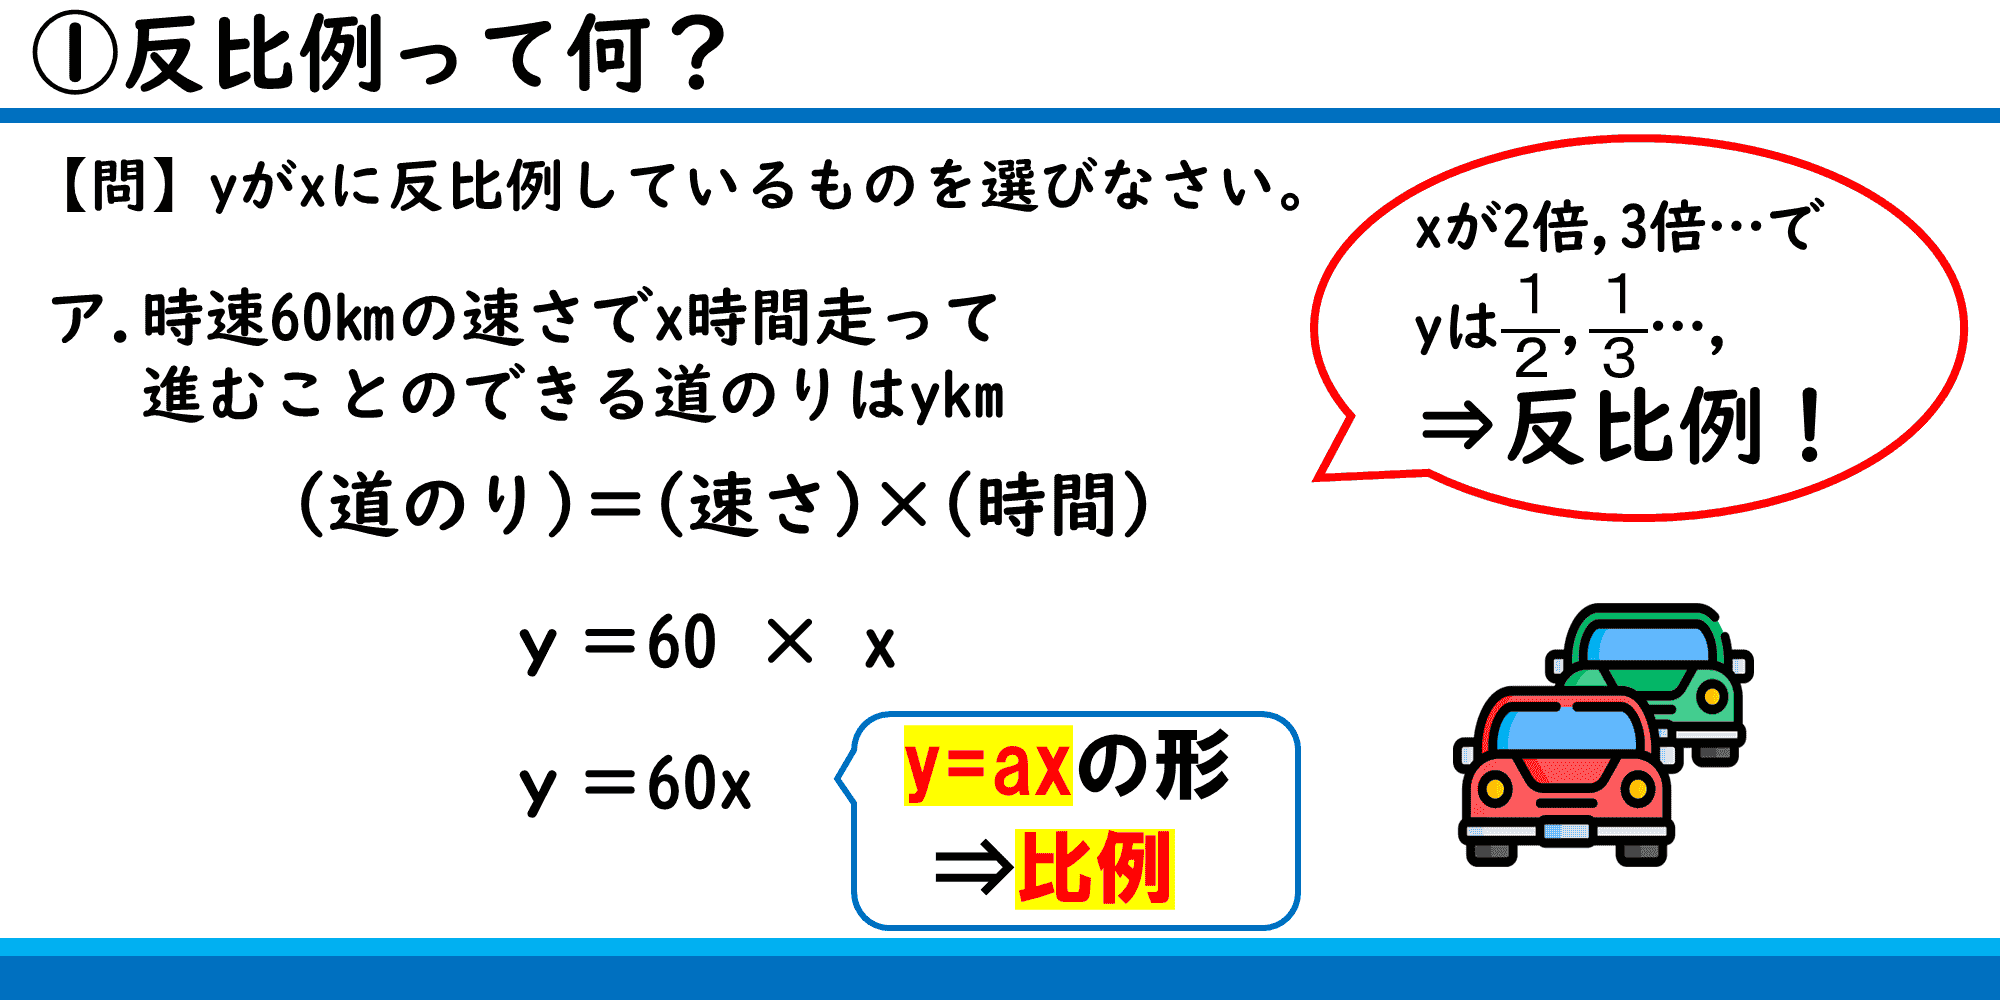 ①反比例って何？
【問】yがxに反比例しているものを選びなさい。
xが2倍,3倍…で
yは1/2,1/3…,
⇒反比例！
ア.時速60kmの速さでx時間走って
進むことのできる道のりはykm
(道のり)＝(速さ)×(時間)
y＝60 × x
y＝60x
y=axの形
⇒比例